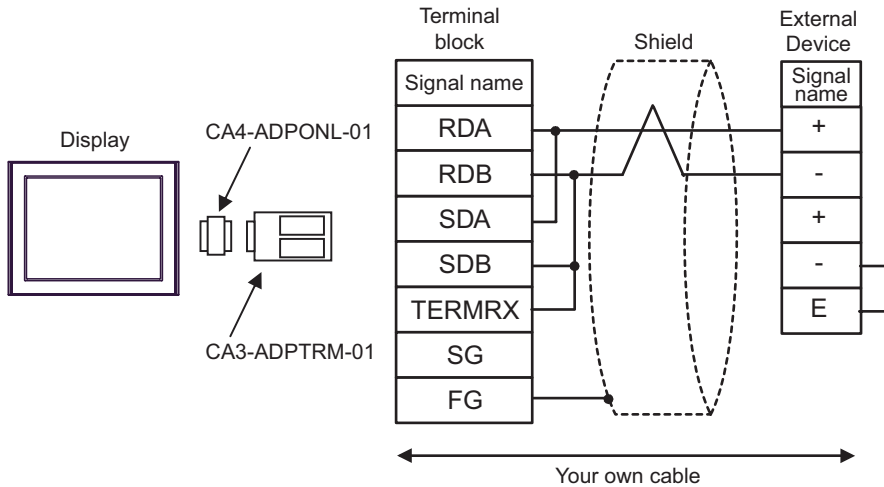 Display
CA4-ADPONL-01
CA3-ADPTRM-01
Terminal
block
Signal name
RDA
RDB
SDA
SDB
TERMRX
SG
FG
Shield
External
Device
Signal
name
+
-
+
-
E
Your own cable